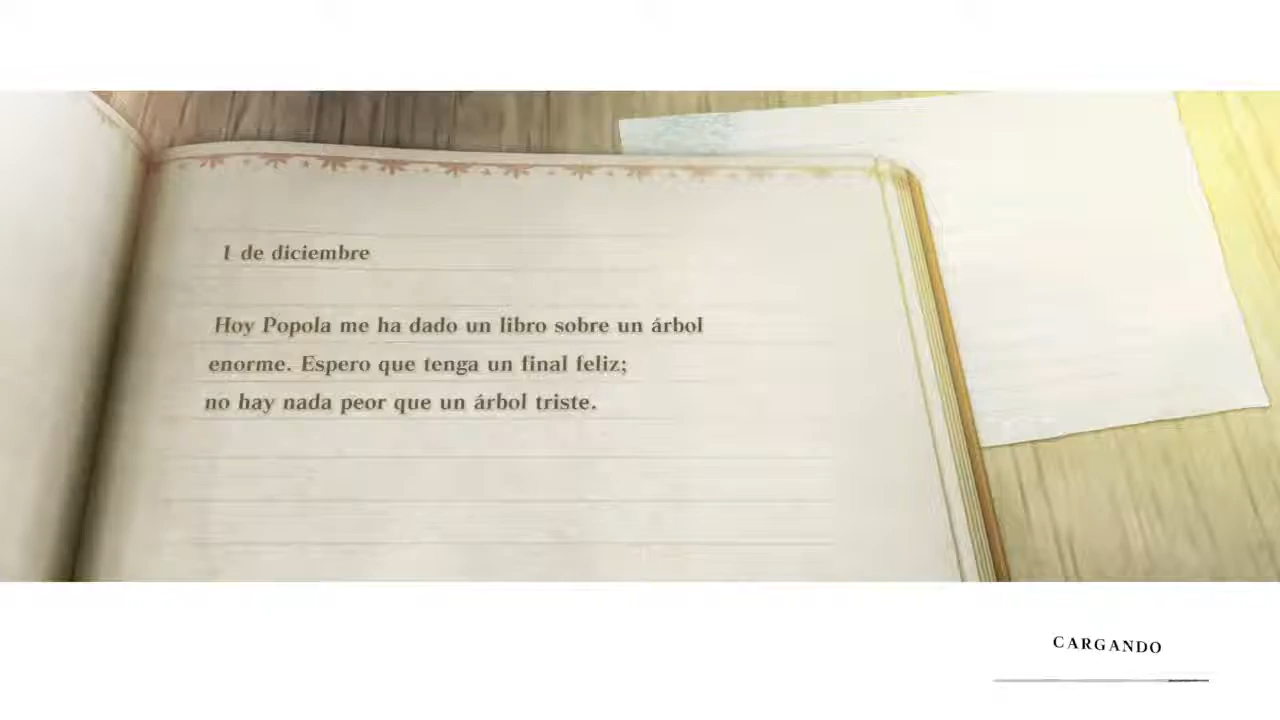 1 de diciembre
Hoy Popola me ha dado un libro sobre un árbol
enorme. Espero que tenga un final feliz;
no hay nada peor que un árbol triste.
CARGANDO